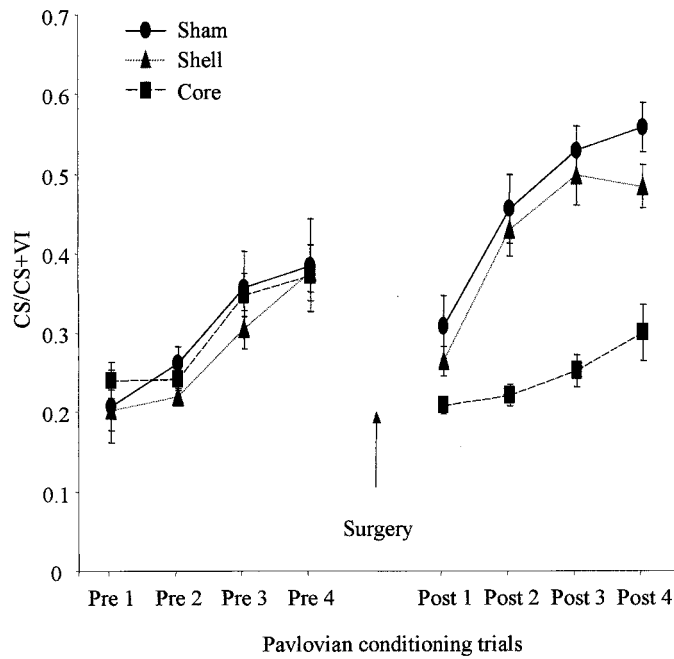 0.7
Sham
Shell
Core
0.6
0.5
0.4
0.3
0.2
0.1
0
CS/CS+VI
Surgery
Pre 1 Pre 2 Pre 3 Pre 4 Post 1 Post 2 Post 3 Post 4
Pavlovian conditioning trials